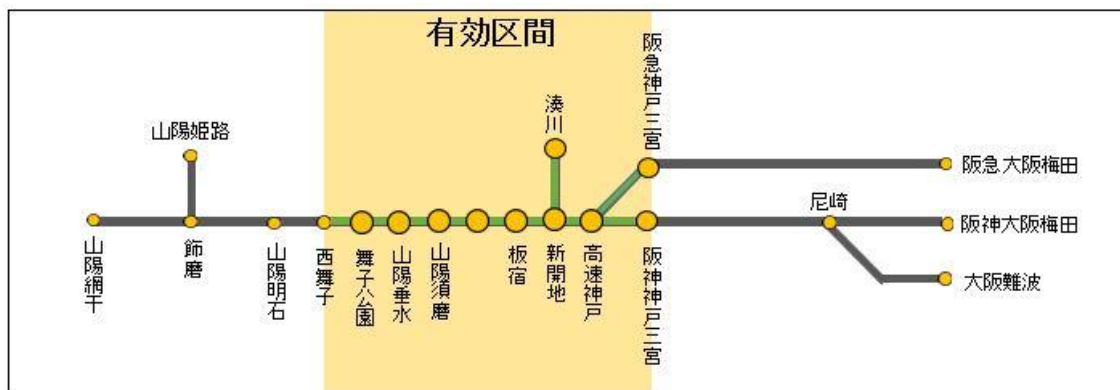 有効区間
阪急神戸三宮
湊川
山陽姫路
阪急大阪梅田
尼崎
阪神大阪梅田
大阪難波
山陽網干
飾磨
山陽明石
西舞子
舞子公園
山陽垂水
山陽須磨
板宿
新開地
高速神戸
阪神神戸三宮